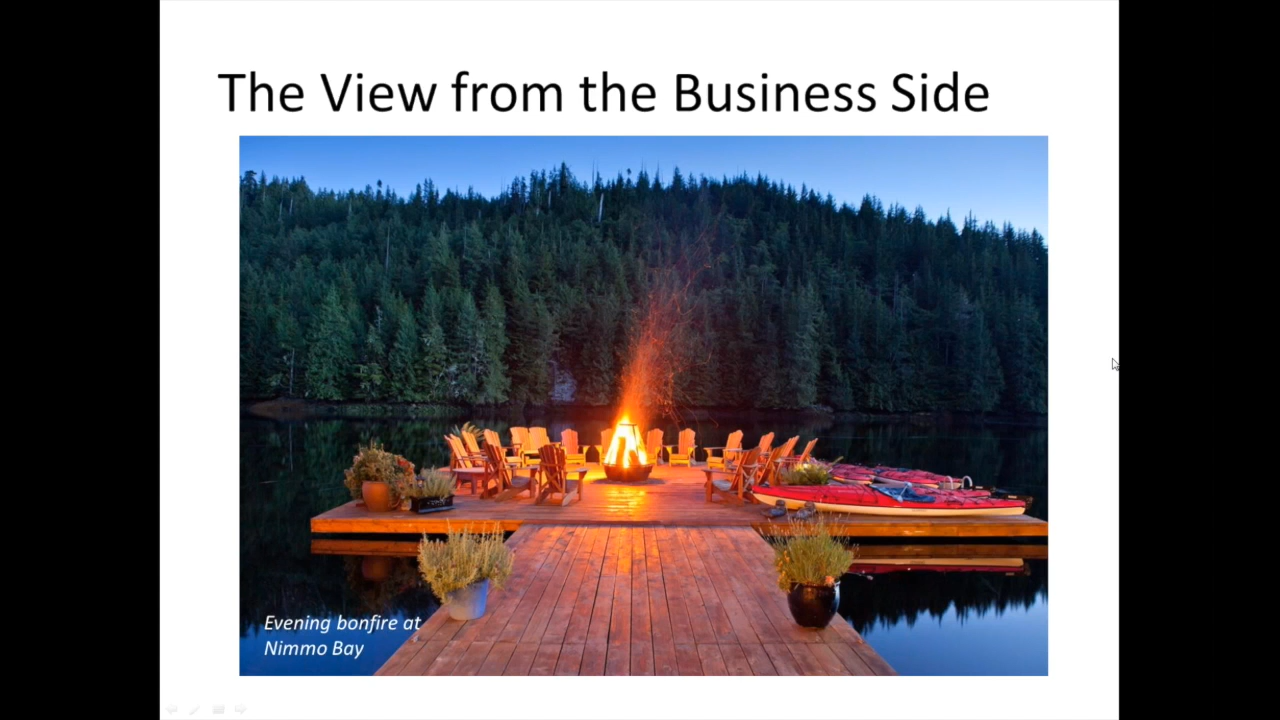 The View from the Business Side
Evening bonfire at
Nimmo Bay